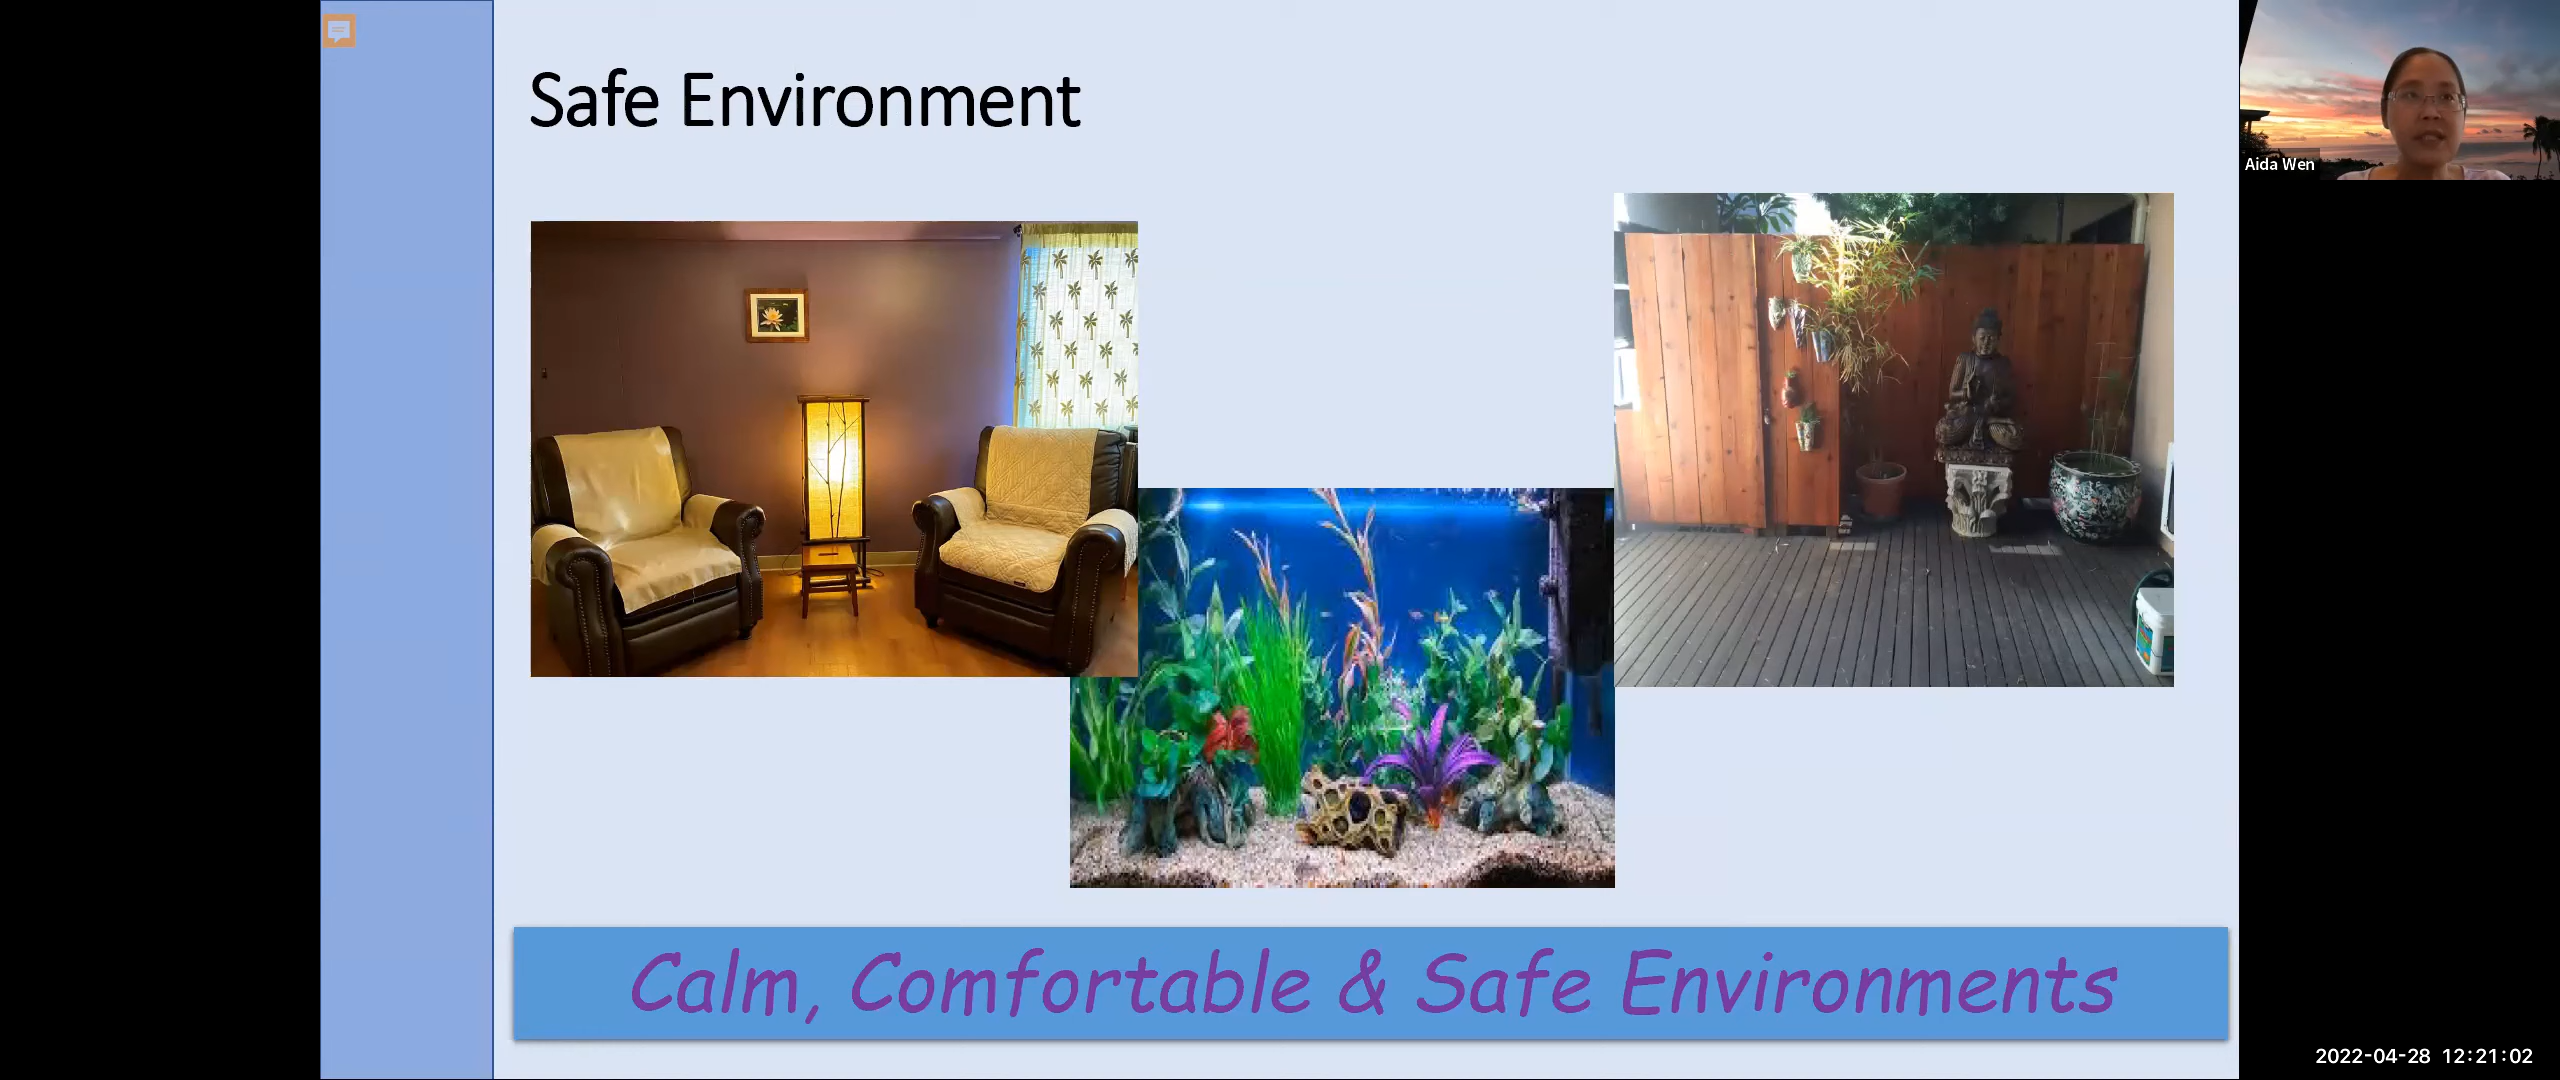 Safe Environment
Aida Wen
Calm, Comfortable & Safe Environments
2022-04-28 12:21:02